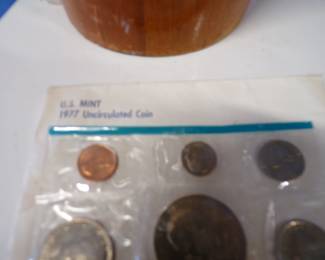 U.S. MINT
1977 Uncirculated Coin